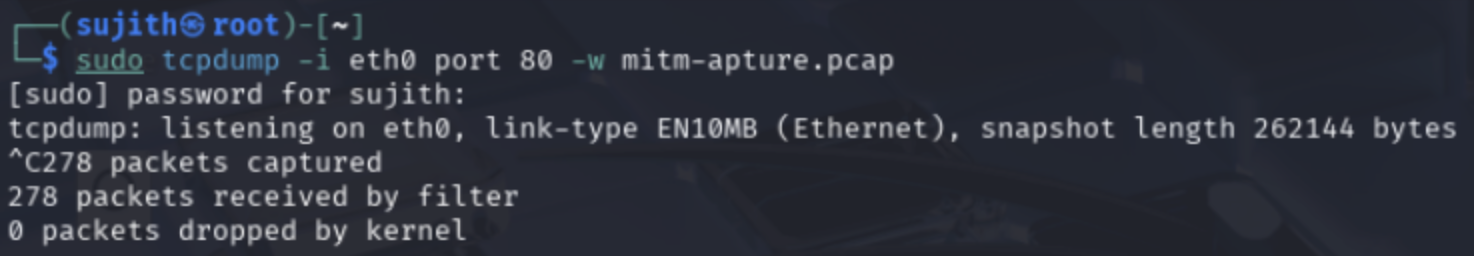 ┌──(sujith㉿root)-[~]
└─$ sudo tcpdump -i eth0 port 80 -w mitm-apture.pcap
[sudo] password for sujith:
tcpdump: listening on eth0, link-type EN10MB (Ethernet), snapshot length 262144 bytes
^C278 packets captured
278 packets received by filter
0 packets dropped by kernel